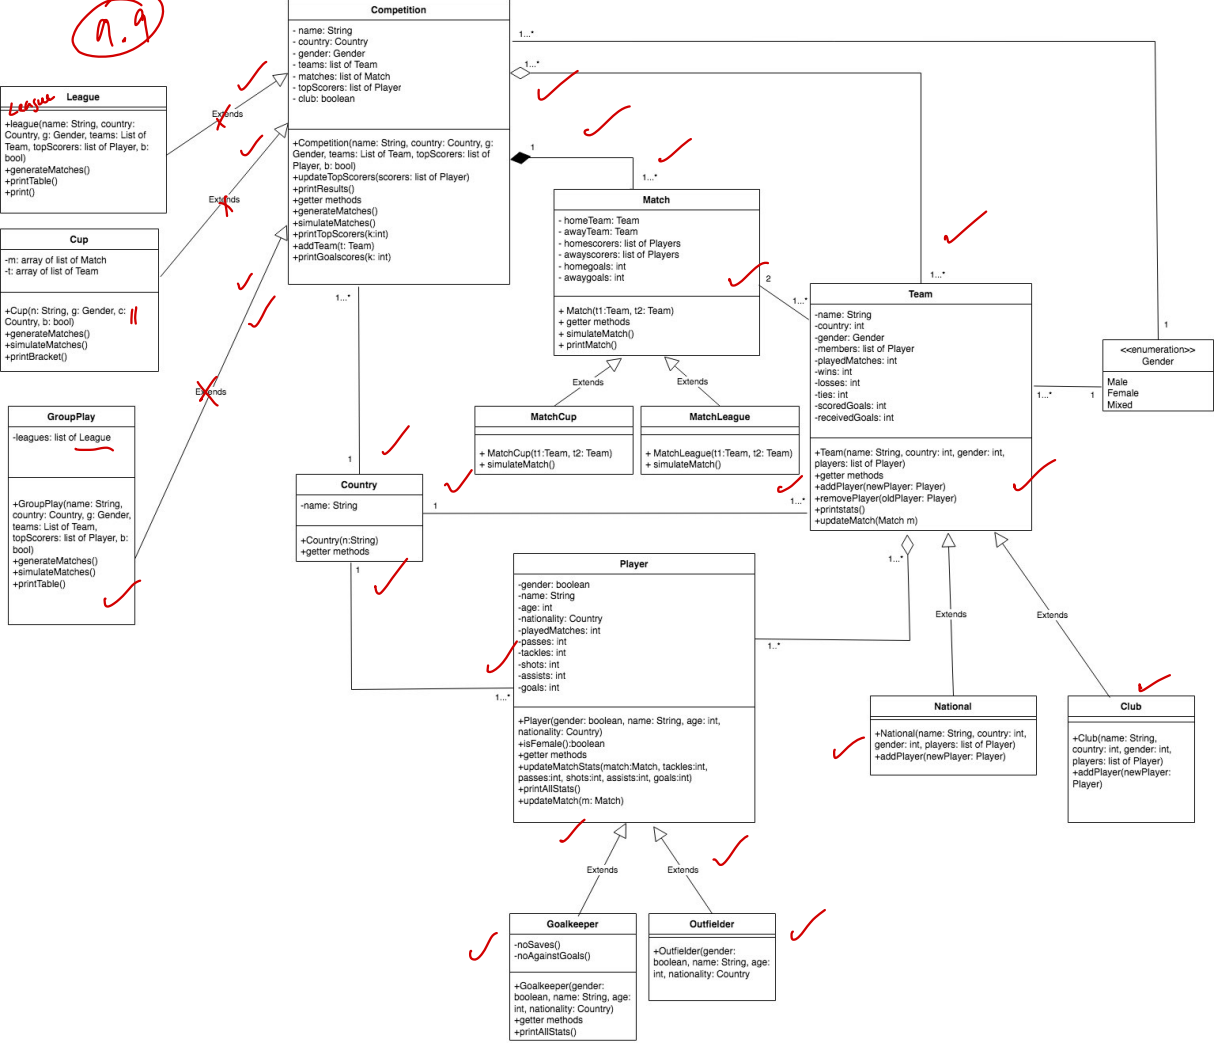 9.9
Competition
- name: String
- country: Country
- gender: Gender
- teams: list of Team
- matches: list of Match
- topScorers: list of Player
- club: boolean
+Competition(name: String, country: Country, g:
Gender, teams: List of Team, topScorers: list of
Player, b: bool)
+updateTopScorers(scorers: list of Player)
+printResults()
+getter methods
+generateMatches()
+simulateMatches()
+printTopScorers(k:int)
+addTeam(t: Team)
+printGoalscores(k: int)
1...*
1...*
1
1...*
1...*
1...*
League
League
+league(name: String, country:
Country, g: Gender, teams: List of
Team, topScorers: list of Player, b:
bool)
+generateMatches()
+printTable()
+print()
Extends
Cup
-m: array of list of Match
-t: array of list of Team
+Cup(n: String, g: Gender, c:
Country, b: bool)
+generateMatches()
+simulateMatches()
+printBracket()
Extends
GroupPlay
-leagues: list of League
+GroupPlay(name: String,
country: Country, g: Gender,
teams: List of Team,
topScorers: list of Player, b:
bool)
+generateMatches()
+simulateMatches()
+printTable()
Extends
Match
- homeTeam: Team
- awayTeam: Team
- homescorers: list of Players
- awayscorers: list of Players
- homegoals: int
- awaygoals: int
+ Match(t1:Team, t2: Team)
+ getter methods
+ simulateMatch()
+ printMatch()
2
1...*
Extends
Extends
MatchCup
+ MatchCup(t1:Team, t2: Team)
+ simulateMatch()
MatchLeague
+ MatchLeague(t1:Team, t2: Team)
+ simulateMatch()
Team
-name: String
-country: int
-gender: Gender
-members: list of Player
-playedMatches: int
-wins: int
-losses: int
-ties: int
-scoredGoals: int
-receivedGoals: int
+Team(name: String, country: int, gender: int,
players: list of Player)
+getter methods
+addPlayer(newPlayer: Player)
+removePlayer(oldPlayer: Player)
+printstats()
+updateMatch(Match m)
1
<<enumeration>>
Gender
Male
Female
Mixed
1...*
1
1
Country
-name: String
+Country(n:String)
+getter methods
1
1...*
1
1...*
Player
-gender: boolean
-name: String
-age: int
-nationality: Country
-playedMatches: int
-passes: int
-tackles: int
-shots: int
-assists: int
-goals: int
+Player(gender: boolean, name: String, age: int,
nationality: Country)
+isFemale():boolean
+getter methods
+updateMatchStats(match:Match, tackles:int,
passes:int, shots:int, assists:int, goals:int)
+printAllStats()
+updateMatch(m: Match)
1...*
1..*
Extends
Extends
National
+National(name: String, country: int,
gender: int, players: list of Player)
+addPlayer(newPlayer: Player)
Club
+Club(name: String,
country: int, gender: int,
players: list of Player)
+addPlayer(newPlayer:
Player)
Extends
Extends
Goalkeeper
-noSaves()
-noAgainstGoals()
+Goalkeeper(gender:
boolean, name: String, age:
int, nationality: Country)
+getter methods
+printAllStats()
Outfielder
+Outfielder(gender:
boolean, name: String, age:
int, nationality: Country